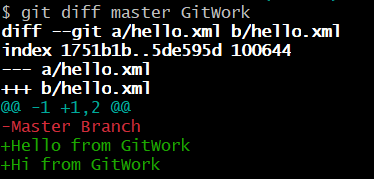 $ git diff master GitWork
diff --git a/hello.xml b/hello.xml
index 1751b1b..5de595d 100644
--- a/hello.xml
+++ b/hello.xml
@@ -1 +1,2 @@
-Master Branch
+Hello from GitWork
+Hi from GitWork